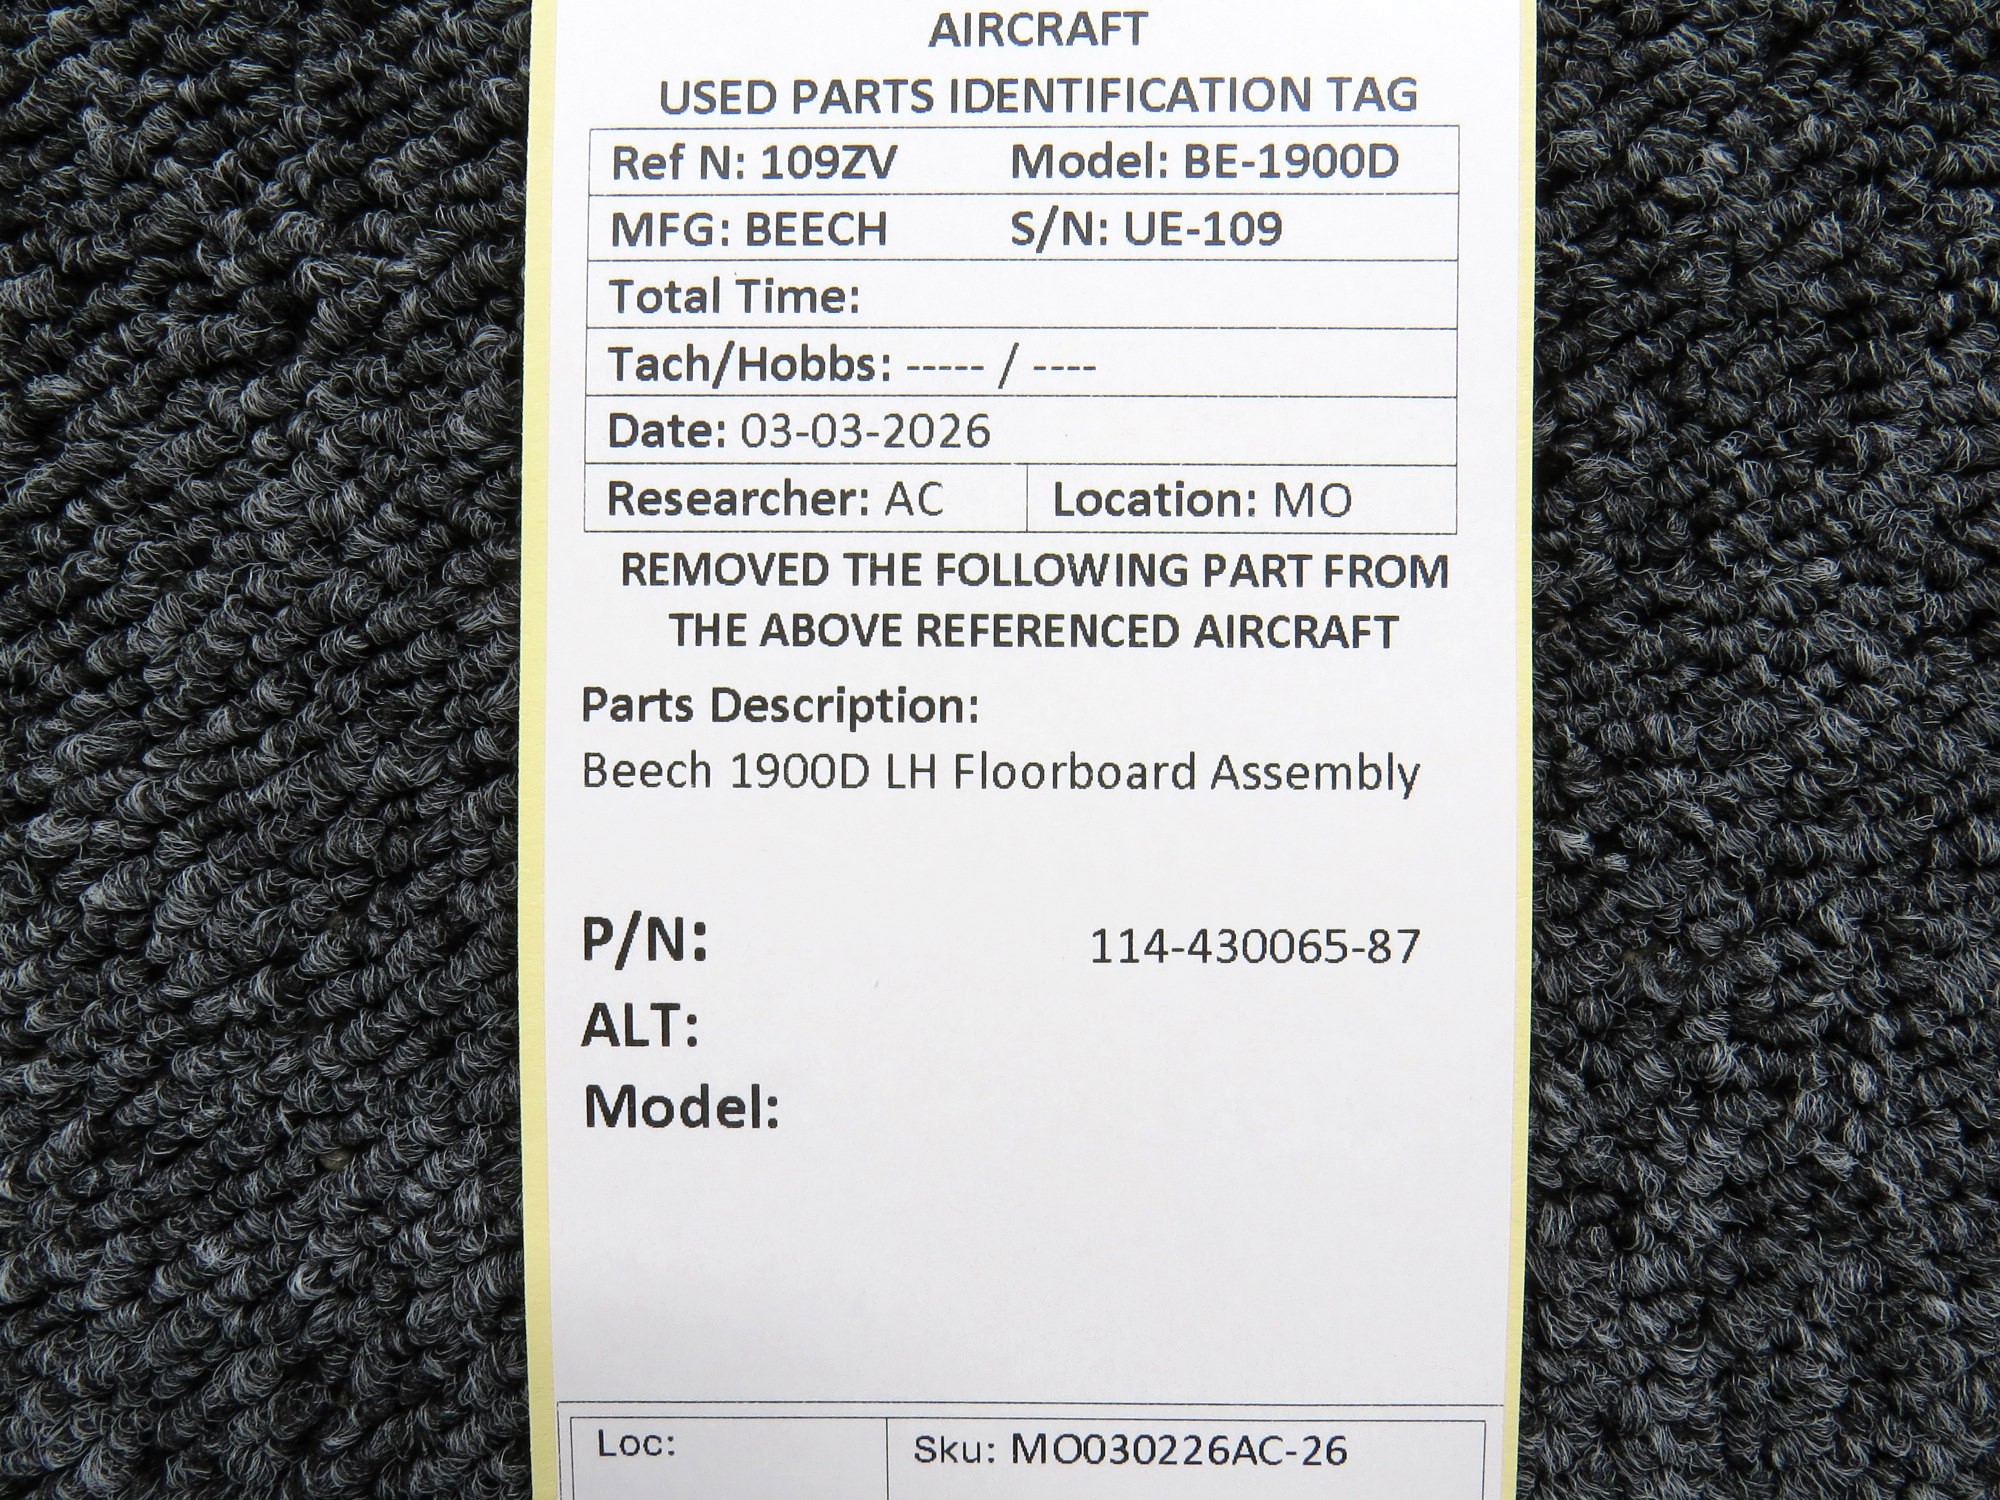 AIRCRAFT
USED PARTS IDENTIFICATION TAG
Ref N: 109ZV Model: BE-1900D
MFG: BEECH S/N: UE-109
Total Time:
Tach/Hobbs: ----- / ----
Date: 03-03-2026
Researcher: AC Location: MO
REMOVED THE FOLLOWING PART FROM
THE ABOVE REFERENCED AIRCRAFT
Parts Description:
Beech 1900D LH Floorboard Assembly
P/N: 114-430065-87
ALT:
Model:
Loc: Sku: MO030226AC-26